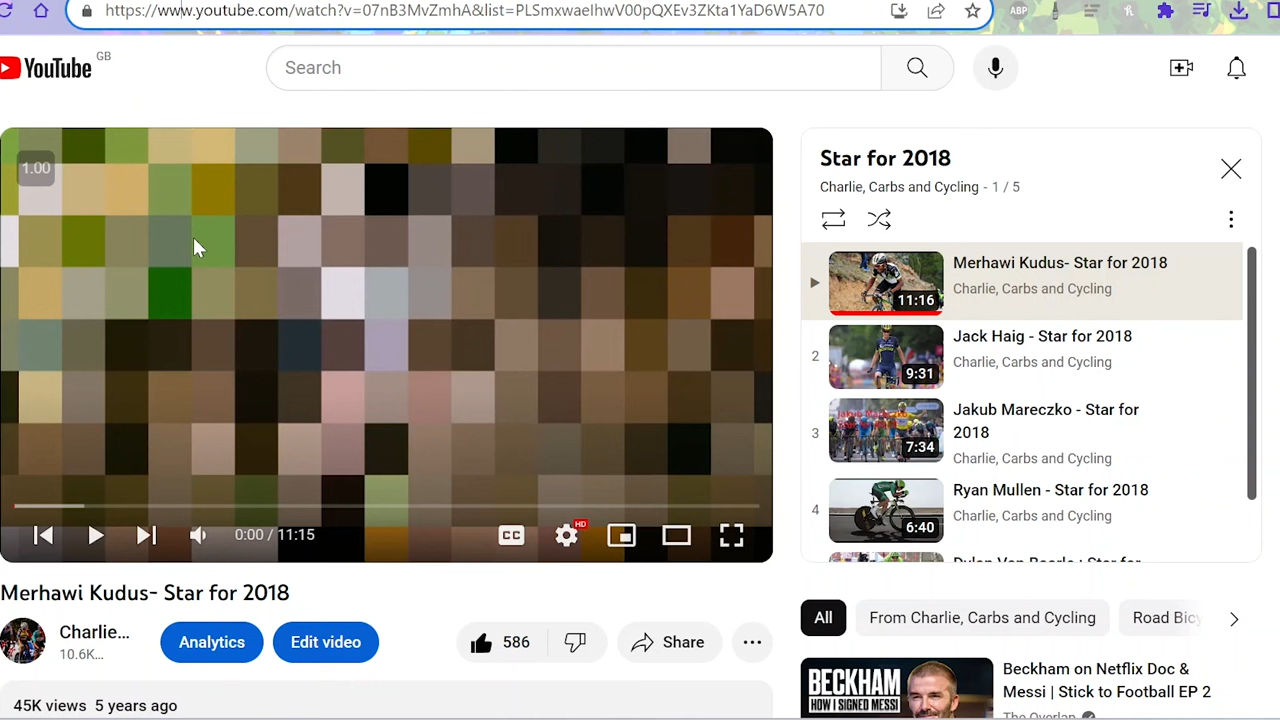 https://www.youtube.com/watch?v=07nB3MvZmhA&list=PLSmxwaeIhwV00pQXEv3ZKta1YaD6W5A70
ABP
YouTube
GB
Search
1.00
0:00 / 11:15
CC
HD
Merhawi Kudus- Star for 2018
Charlie...
10.6K...
Analytics
Edit video
586
Share
45K views 5 years ago
Star for 2018
Charlie, Carbs and Cycling - 1 / 5
11:16
Merhawi Kudus- Star for 2018
Charlie, Carbs and Cycling
2
9:31
Jack Haig - Star for 2018
Charlie, Carbs and Cycling
3
7:34
Jakub Mareczko - Star for
2018
Charlie, Carbs and Cycling
4
6:40
Ryan Mullen - Star for 2018
Charlie, Carbs and Cycling
All
From Charlie, Carbs and Cycling
Road Bicy
BECKHAM
HOW I SIGNED MESSI
Beckham on Netflix Doc &
Messi | Stick to Football EP 2
The Overlap